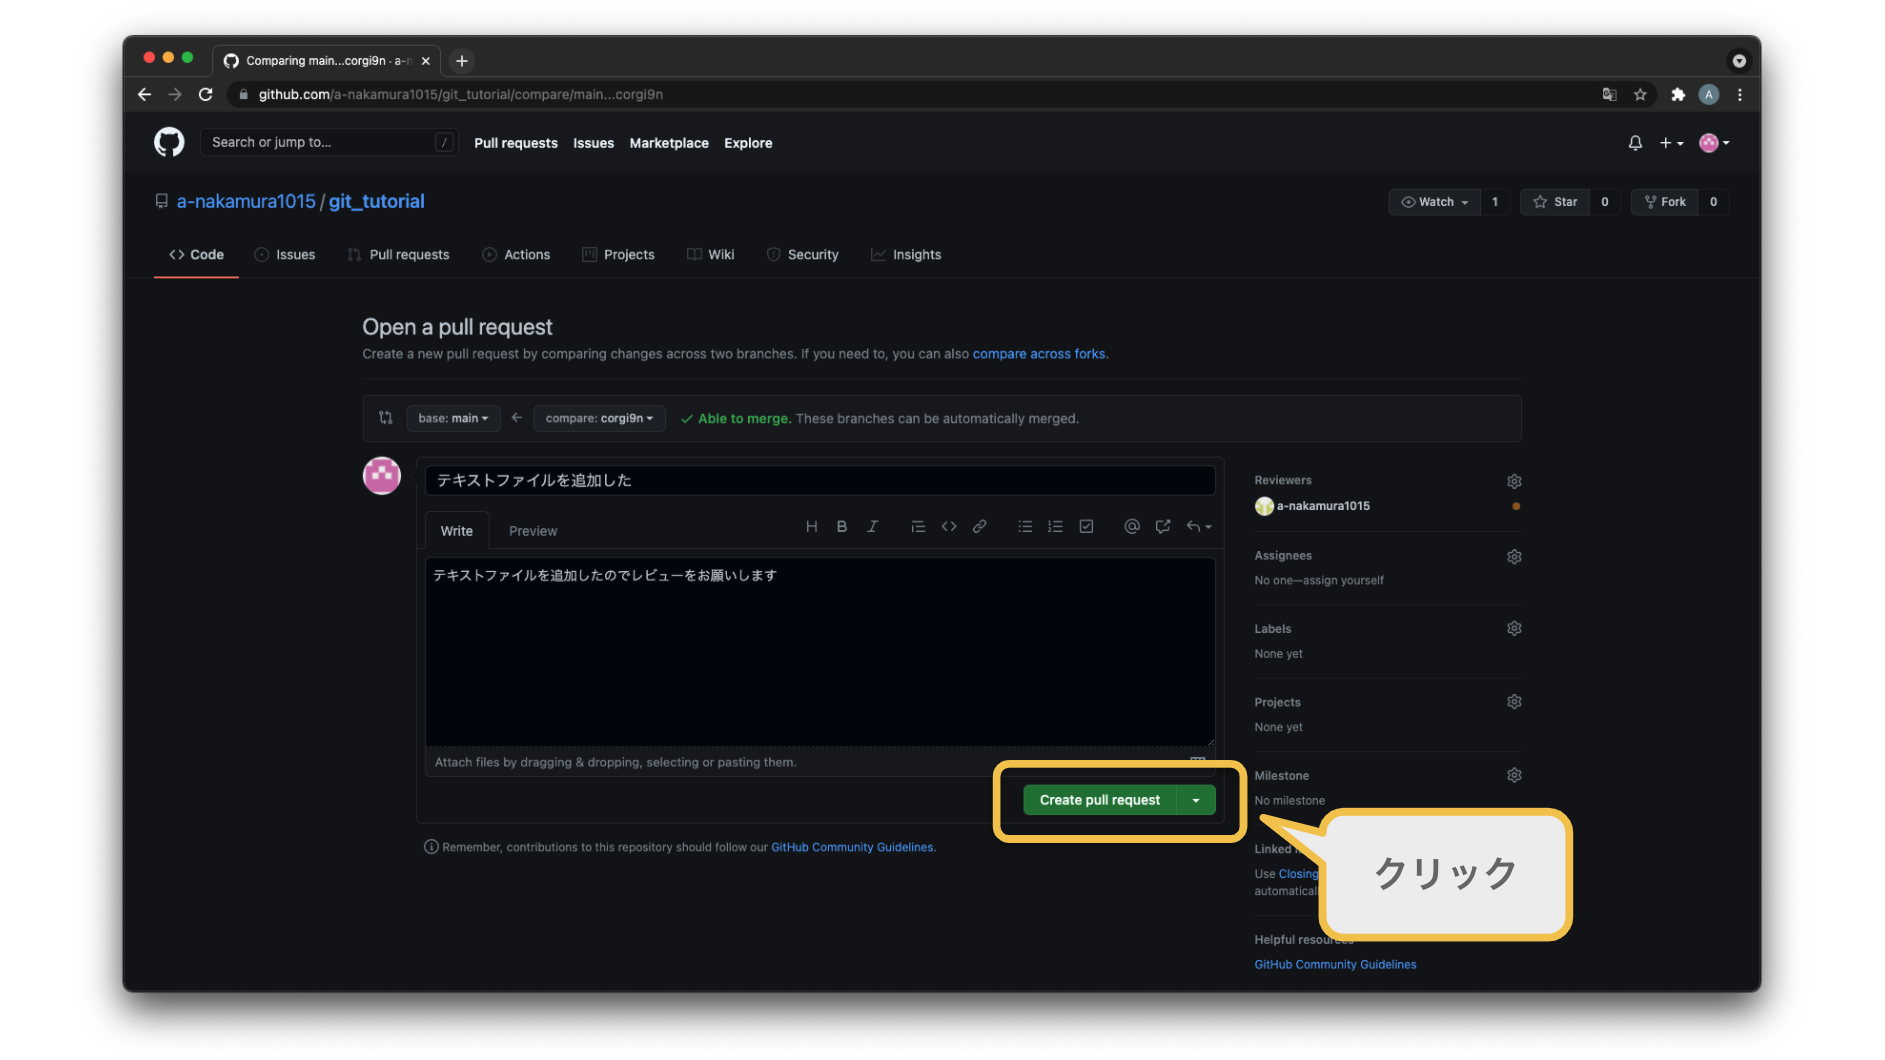 Comparing main...corgi9n · a-n
github.com/a-nakamura1015/git_tutorial/compare/main...corgi9n
A
Search or jump to... /
Pull requests Issues Marketplace Explore
a-nakamura1015 / git_tutorial
Watch 1 Star 0 Fork 0
Code Issues Pull requests Actions Projects Wiki Security Insights
Open a pull request
Create a new pull request by comparing changes across two branches. If you need to, you can also compare across forks.
base: main compare: corgi9n Able to merge. These branches can be automatically merged.
テキストファイルを追加した
Write Preview
テキストファイルを追加したのでレビューをお願いします
Attach files by dragging & dropping, selecting or pasting them.
Create pull request
Remember, contributions to this repository should follow our GitHub Community Guidelines.
Reviewers
a-nakamura1015
Assignees
No one—assign yourself
Labels
None yet
Projects
None yet
Milestone
No milestone
Linked
Use Closing
クリック
Helpful resources
GitHub Community Guidelines